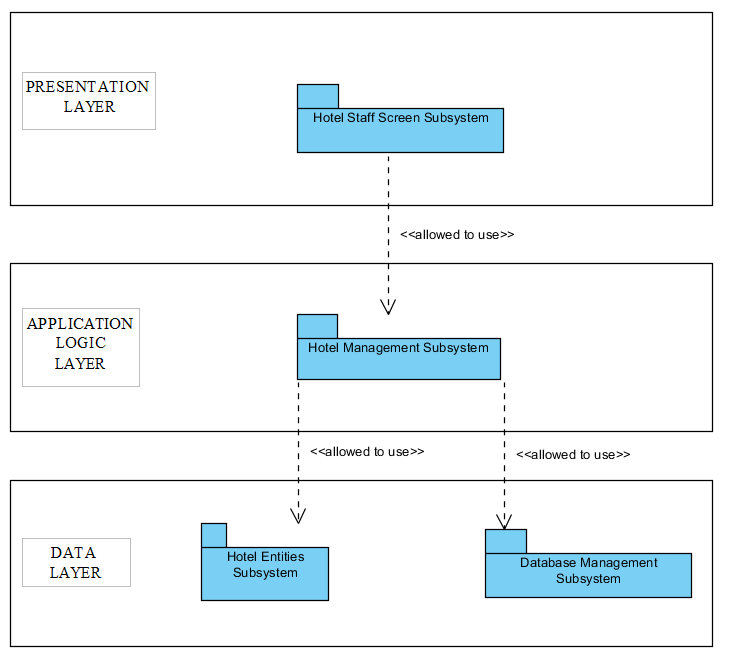 PRESENTATION
LAYER
Hotel Staff Screen Subsystem
<<allowed to use>>
APPLICATION
LOGIC
LAYER
Hotel Management Subsystem
<<allowed to use>>
<<allowed to use>>
DATA
LAYER
Hotel Entities
Subsystem
Database Management
Subsystem